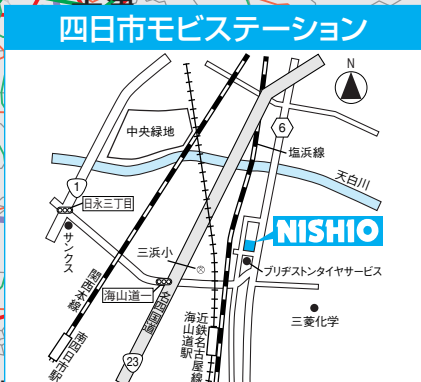 四日市モビステーション
N
中央緑地
6
塩浜線
天白川
1
日永三丁目
サンクス
三浜小
NISHIO
ブリヂストンタイヤサービス
関西本線
海山道一
名四国道
近鉄名古屋線
海山道駅
三菱化学
南四日市駅
23